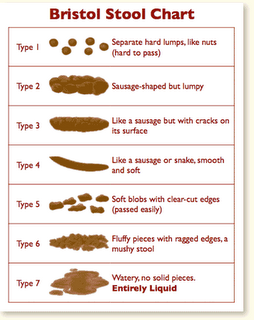 Bristol Stool Chart
Type 1
Separate hard lumps, like nuts
(hard to pass)
Type 2
Sausage-shaped but lumpy
Type 3
Like a sausage but with cracks on
its surface
Type 4
Like a sausage or snake, smooth
and soft
Type 5
Soft blobs with clear-cut edges
(passed easily)
Type 6
Fluffy pieces with ragged edges, a
mushy stool
Type 7
Watery, no solid pieces.
Entirely Liquid